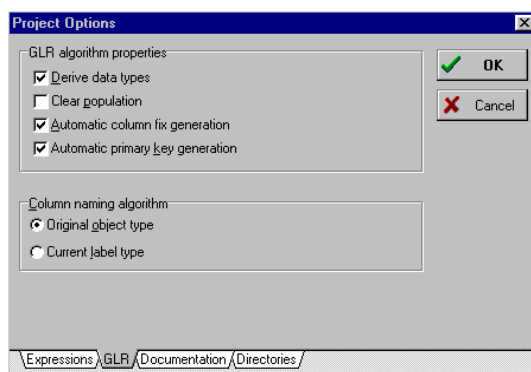 Project Options
GLR algorithm properties
Derive data types
Clear population
Automatic column fix generation
Automatic primary key generation
OK
Cancel
Column naming algorithm
Original object type
Current label type
Expressions GLR Documentation Directories